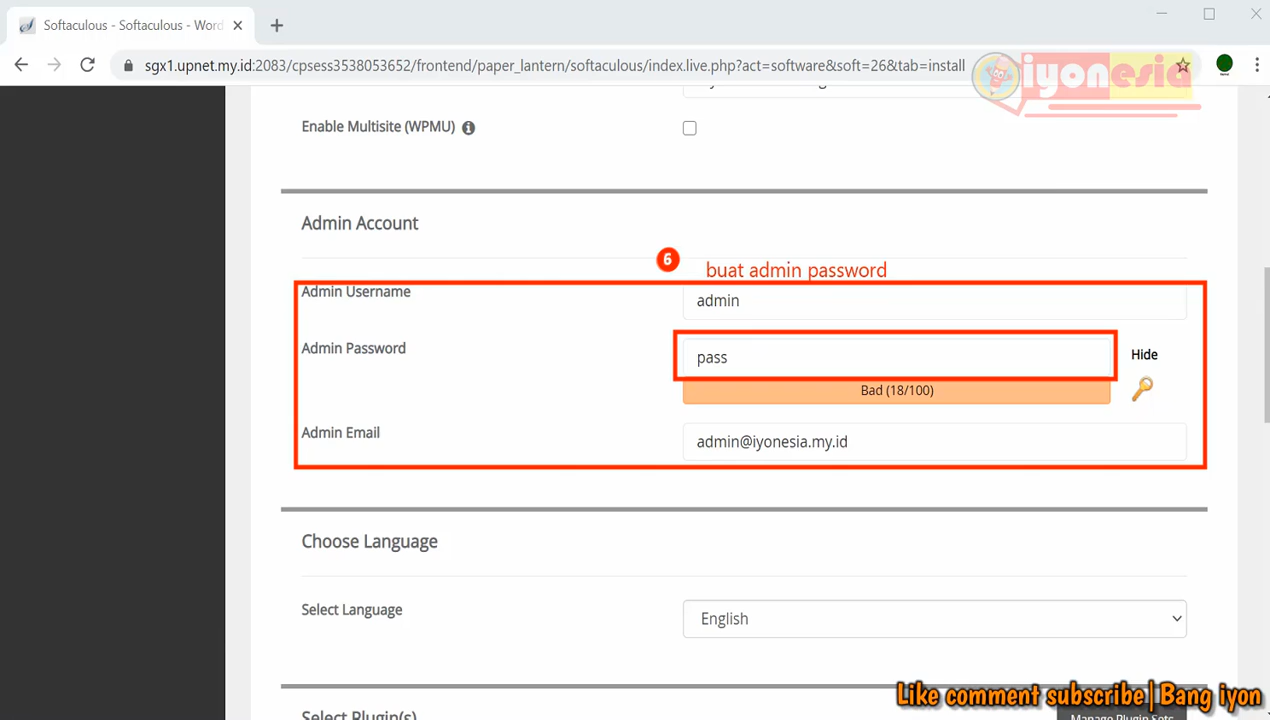 Softaculous - Softaculous - Word
sgx1.upnet.my.id:2083/cpsess3538053652/frontend/paper_lantern/softaculous/index.live.php?act=software&soft=26&tab=install
iyonesia
Enable Multisite (WPMU)
Admin Account
6
buat admin password
Admin Username
admin
Admin Password
pass
Hide
Bad (18/100)
Admin Email
admin@iyonesia.my.id
Choose Language
Select Language
English
Like comment subscribe| Bang iyon
Select Plugin(s)
Manage Plugin Sets